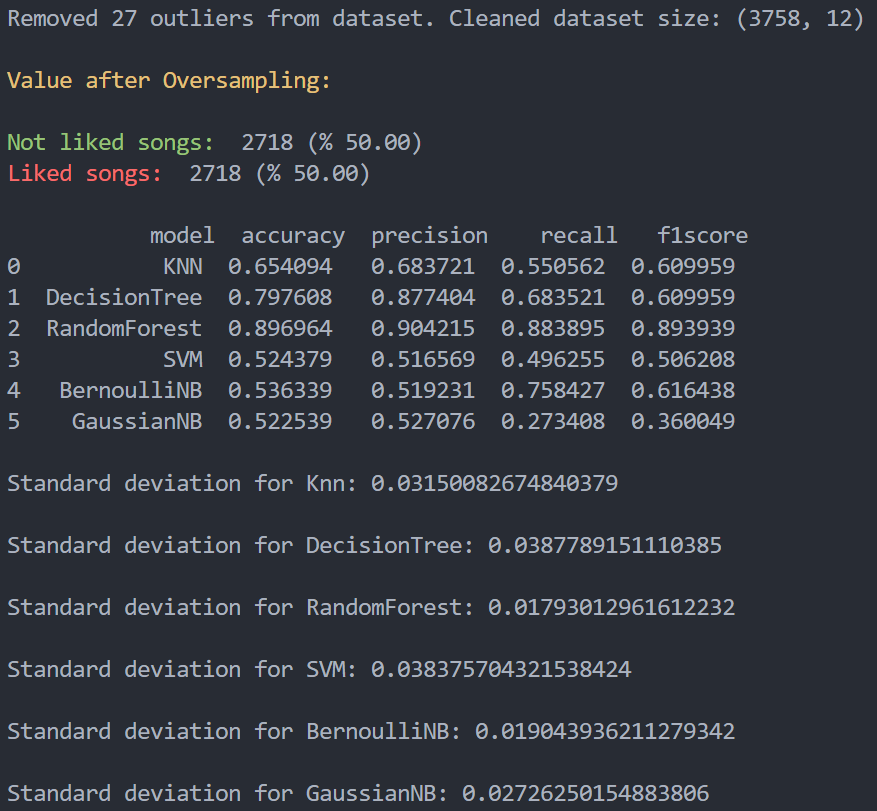 Removed 27 outliers from dataset. Cleaned dataset size: (3758, 12)
Value after Oversampling:
Not liked songs:  2718 (% 50.00)
Liked songs:  2718 (% 50.00)
model  accuracy  precision    recall   f1score
0           KNN  0.654094   0.683721  0.550562  0.609959
1  DecisionTree  0.797608   0.877404  0.683521  0.609959
2  RandomForest  0.896964   0.904215  0.883895  0.893939
3           SVM  0.524379   0.516569  0.496255  0.506208
4   BernoulliNB  0.536339   0.519231  0.758427  0.616438
5    GaussianNB  0.522539   0.527076  0.273408  0.360049
Standard deviation for Knn: 0.03150082674840379
Standard deviation for DecisionTree: 0.0387789151110385
Standard deviation for RandomForest: 0.01793012961612232
Standard deviation for SVM: 0.038375704321538424
Standard deviation for BernoulliNB: 0.019043936211279342
Standard deviation for GaussianNB: 0.02726250154883806